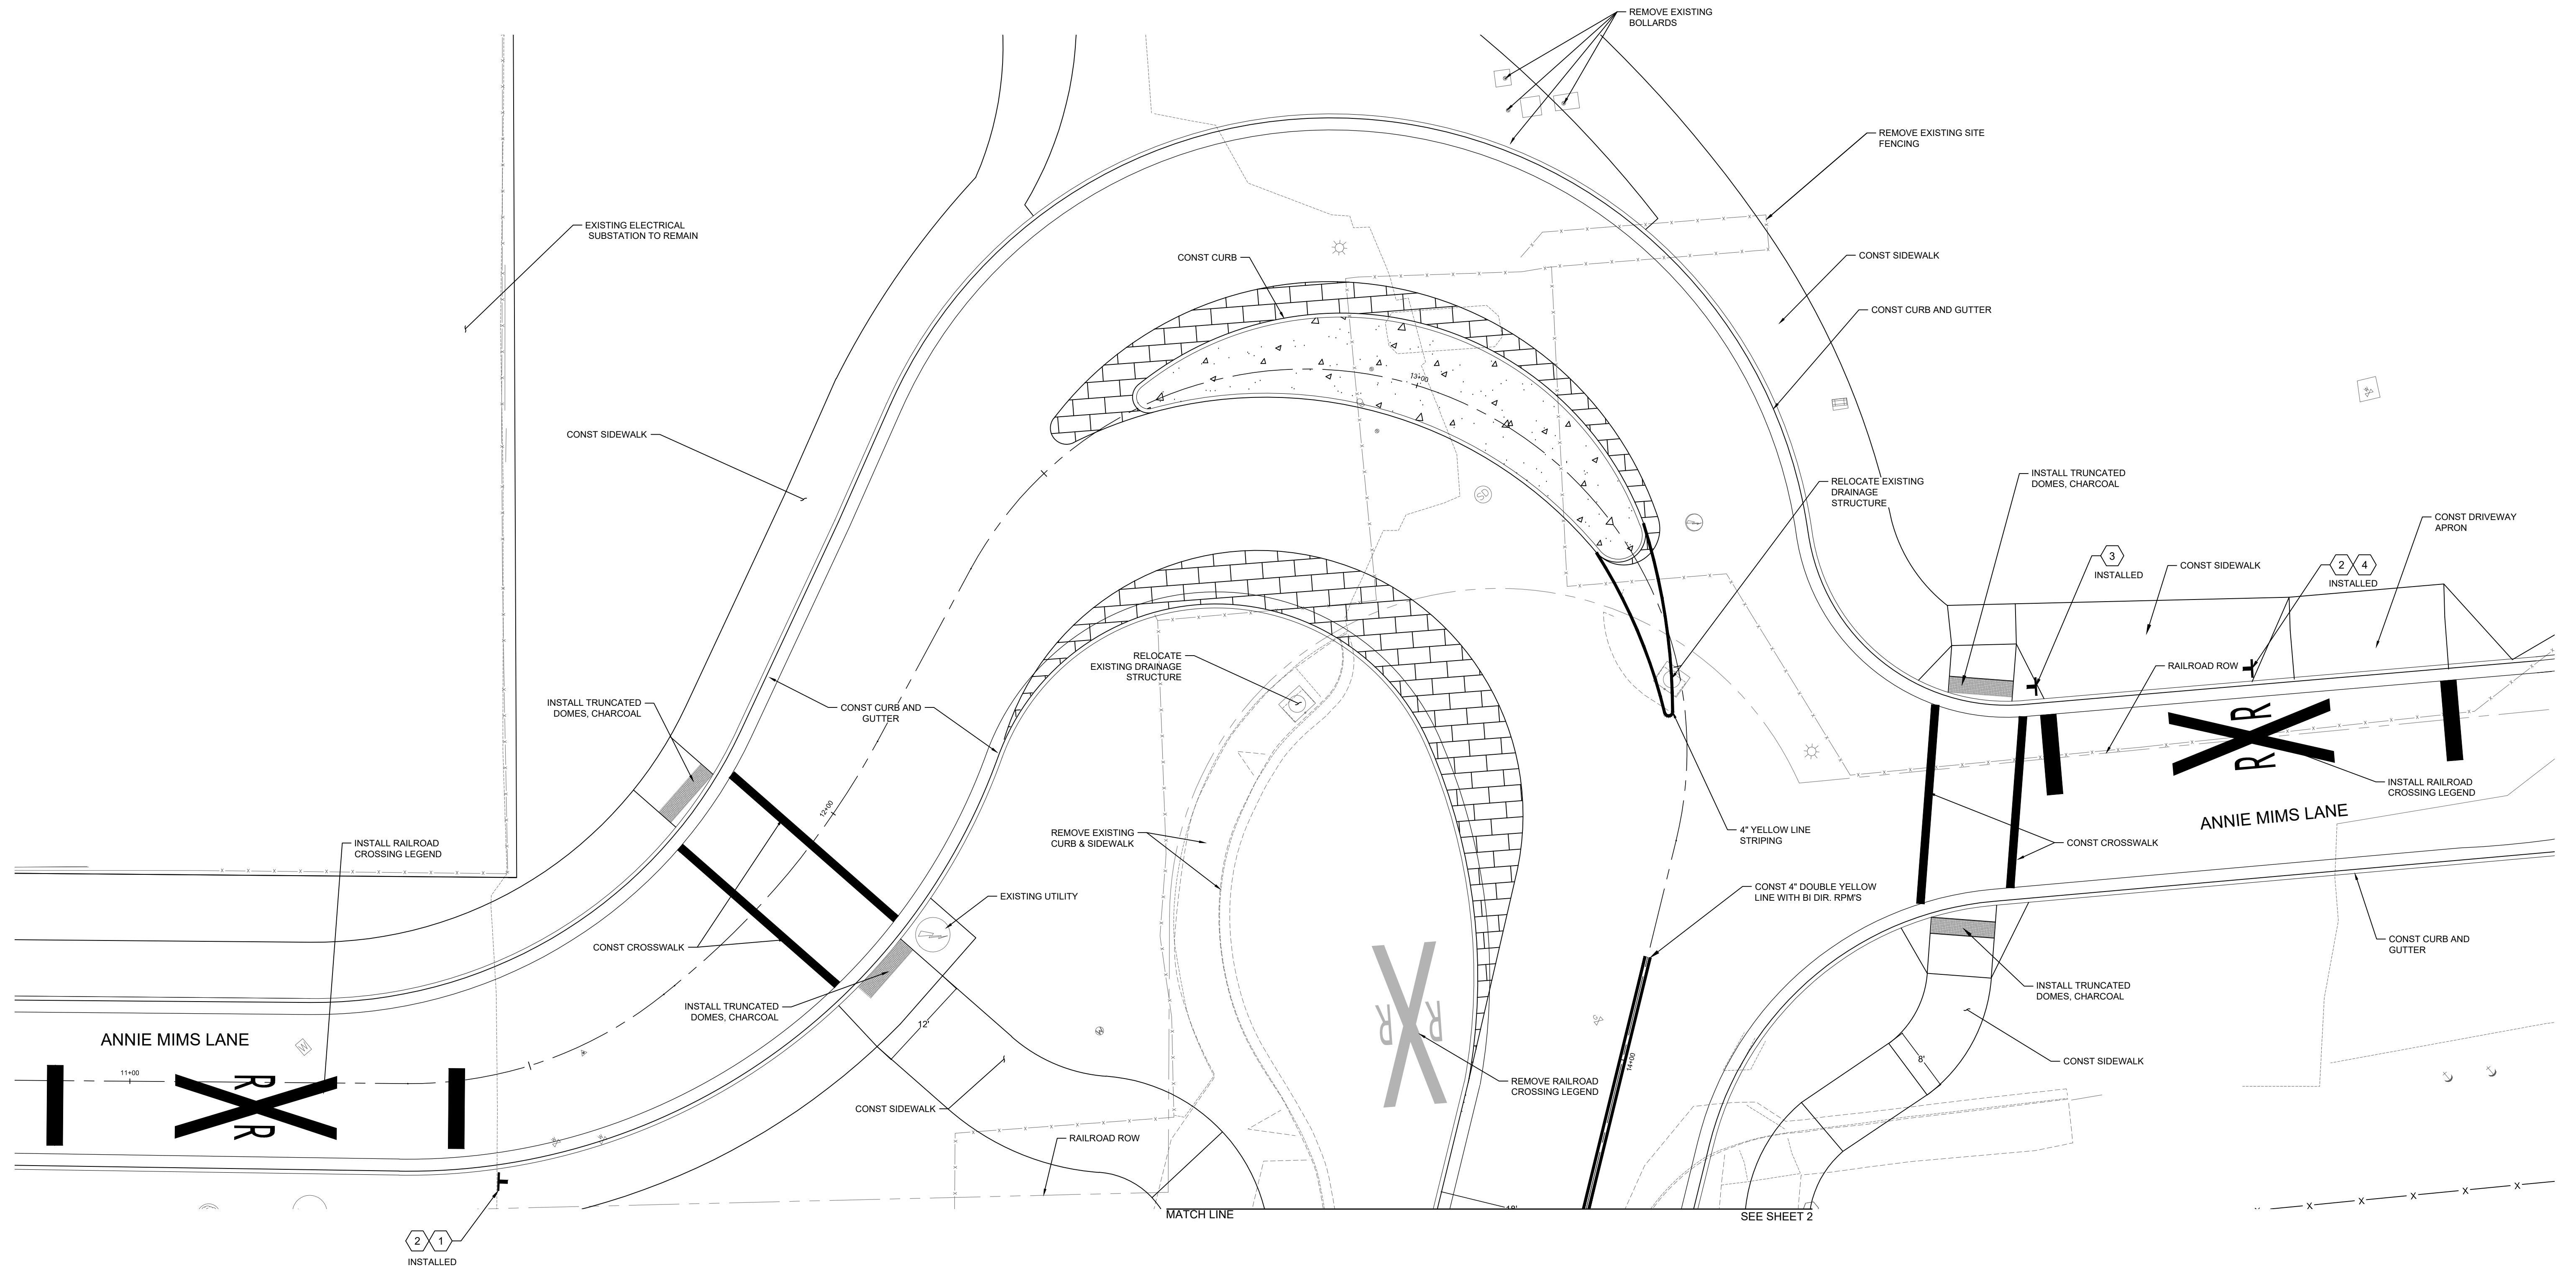 REMOVE EXISTING
BOLLARDS
REMOVE EXISTING SITE
FENCING
EXISTING ELECTRICAL
SUBSTATION TO REMAIN
CONST CURB
CONST SIDEWALK
CONST CURB AND GUTTER
13+00
CONST SIDEWALK
INSTALL TRUNCATED
DOMES, CHARCOAL
RELOCATE EXISTING
DRAINAGE
STRUCTURE
SD
CONST DRIVEWAY
APRON
3
INSTALLED
2 4
INSTALLED
CONST SIDEWALK
RELOCATE
EXISTING DRAINAGE
STRUCTURE
RAILROAD ROW
INSTALL TRUNCATED
DOMES, CHARCOAL
CONST CURB AND
GUTTER
R
R
INSTALL RAILROAD
CROSSING LEGEND
12+00
ANNIE MIMS LANE
4" YELLOW LINE
STRIPING
REMOVE EXISTING
CURB & SIDEWALK
INSTALL RAILROAD
CROSSING LEGEND
CONST CROSSWALK
CONST 4" DOUBLE YELLOW
LINE WITH BI DIR. RPM'S
EXISTING UTILITY
CONST CROSSWALK
CONST CURB AND
GUTTER
INSTALL TRUNCATED
DOMES, CHARCOAL
INSTALL TRUNCATED
DOMES, CHARCOAL
12'
R
R
ANNIE MIMS LANE
W
14+00
8'
CONST SIDEWALK
11+00
R
R
REMOVE RAILROAD
CROSSING LEGEND
CONST SIDEWALK
RAILROAD ROW
MATCH LINE
SEE SHEET 2
2 1
INSTALLED